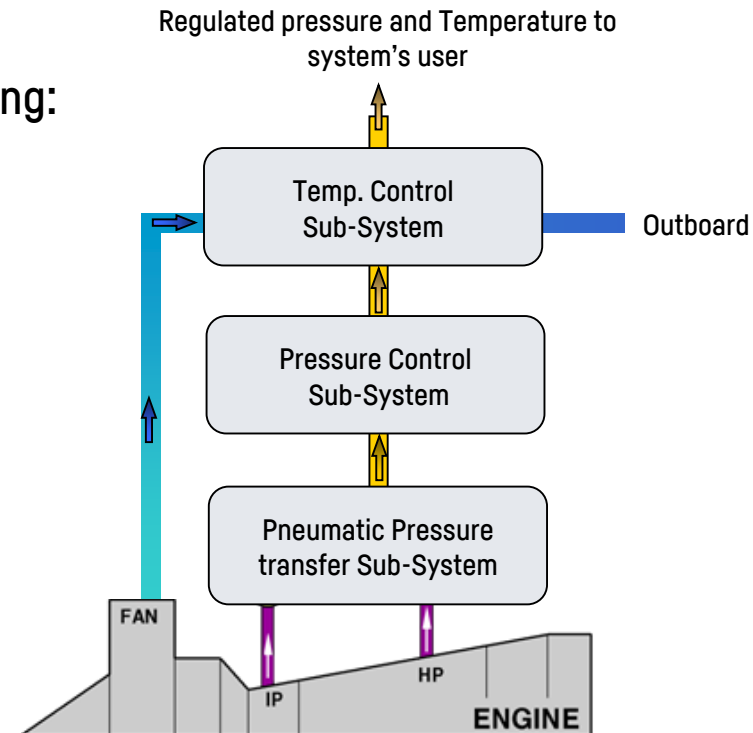 Regulated pressure and Temperature to
system's user
ng:
Temp. Control
Sub-System
Outboard
Pressure Control
Sub-System
Pneumatic Pressure
transfer Sub-System
FAN
IP
HP
ENGINE